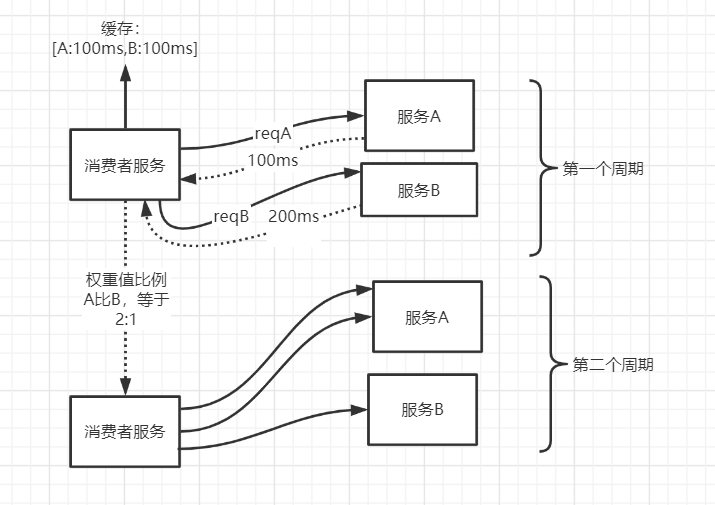 缓存：
[A:100ms,B:100ms]
消费者服务
reqA
100ms
服务A
服务B
reqB
200ms
第一个周期
权重值比例
A比B，等于
2:1
服务A
服务B
第二个周期
消费者服务